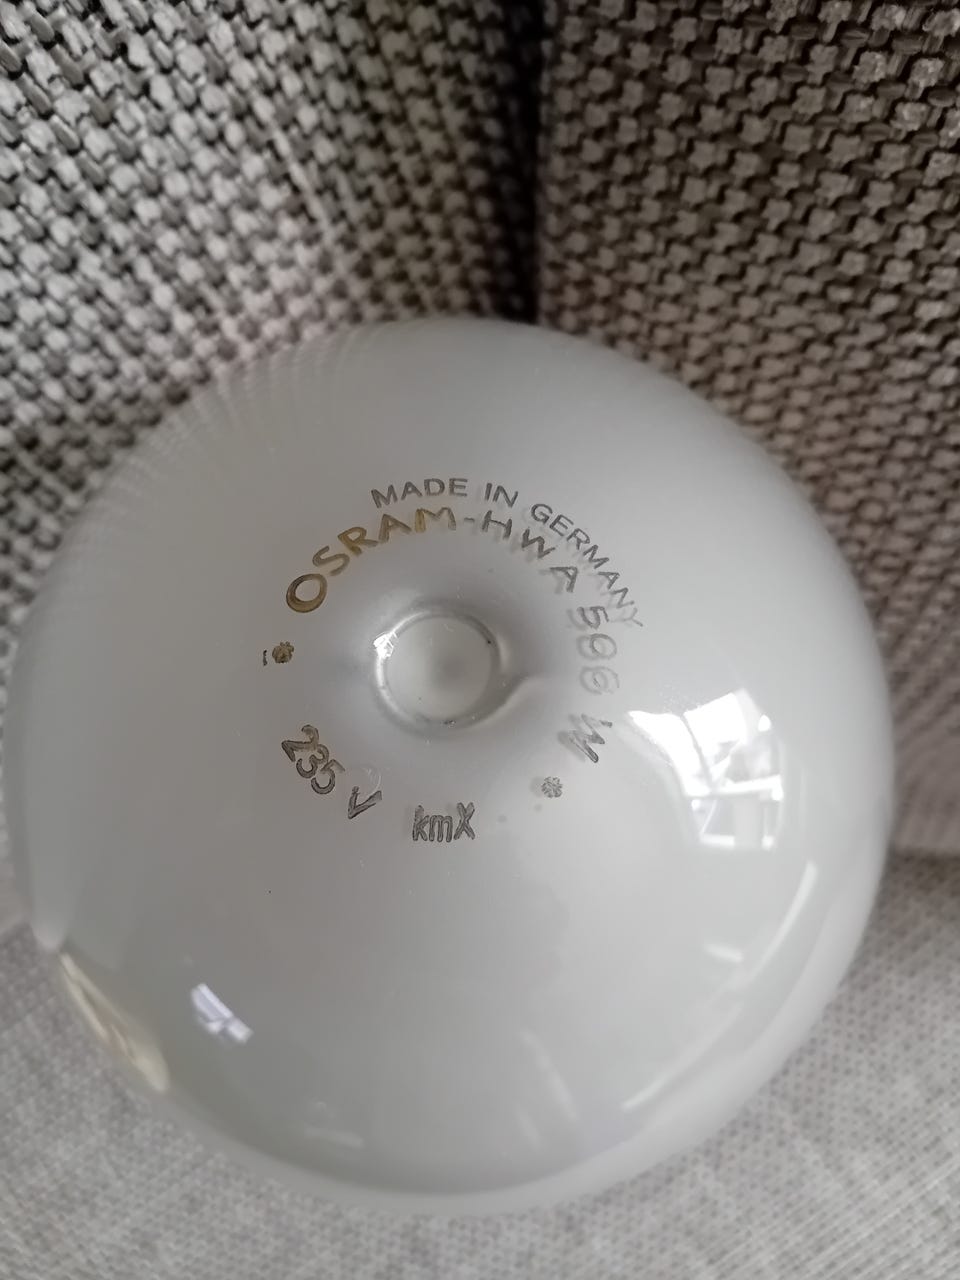 MADE IN GERMANY
OSRAM-HWA 500 W
235 V
kmX